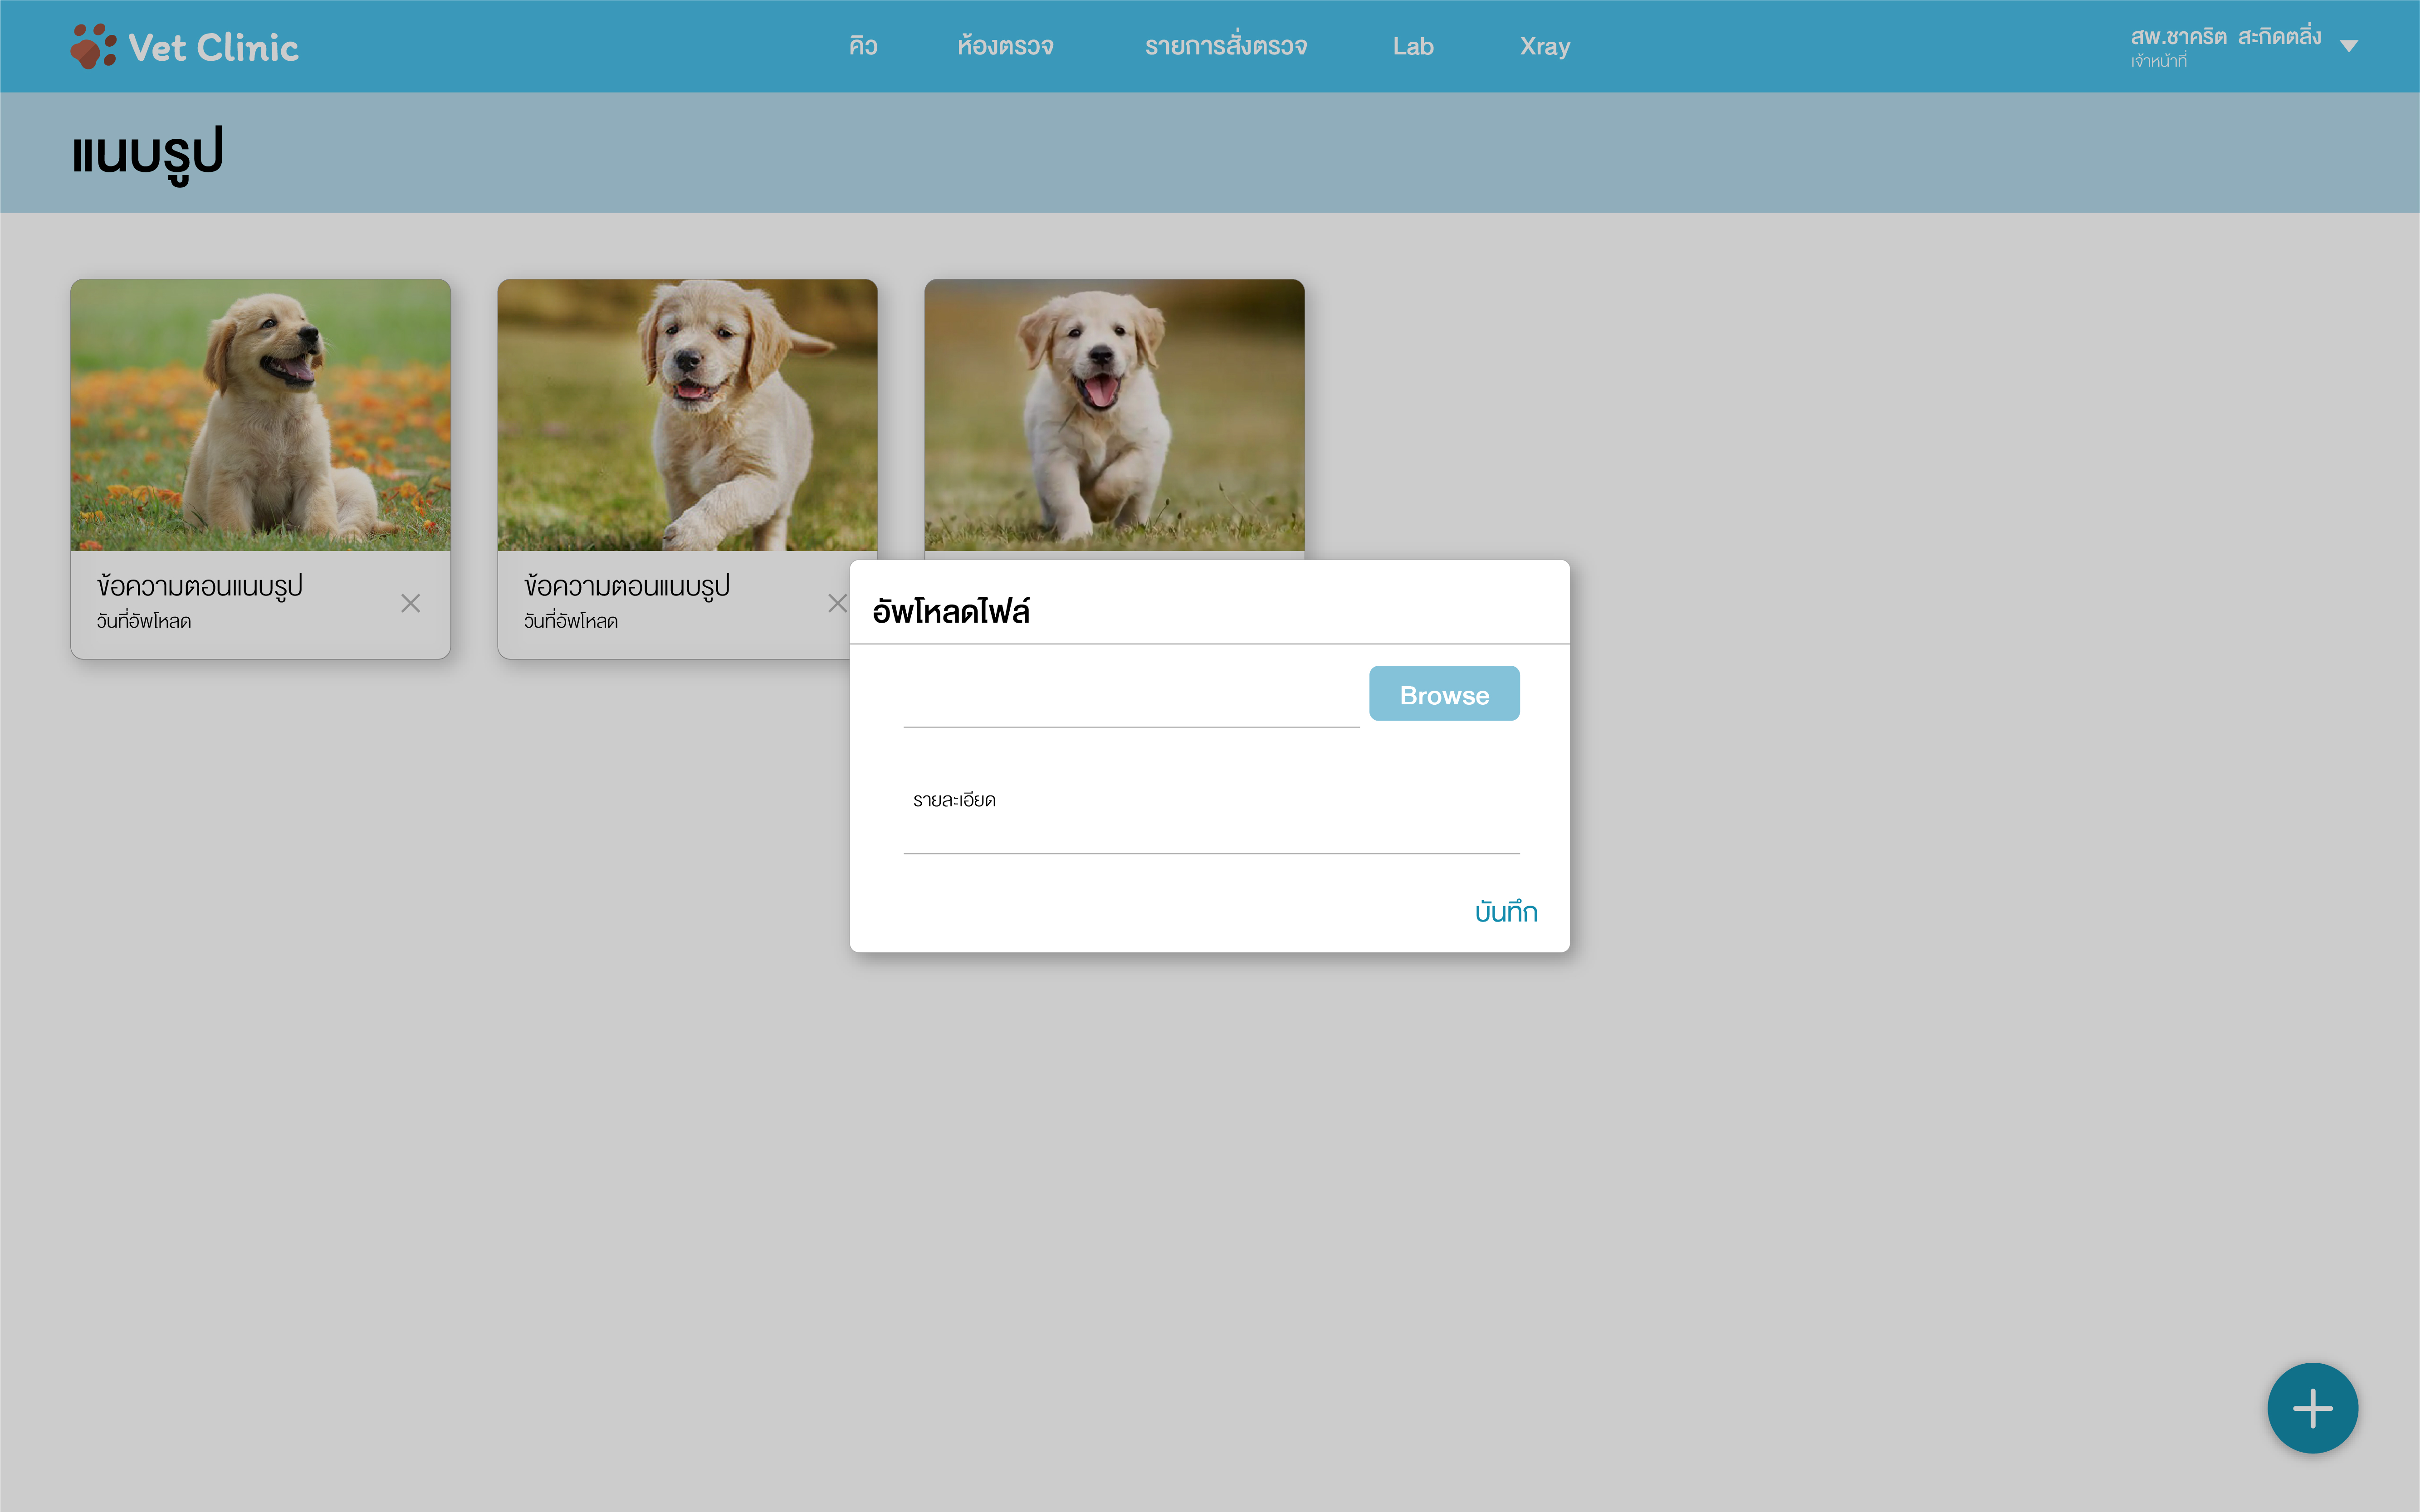 Vet Clinic
คิว ห้องตรวจ รายการสั่งตรวจ Lab Xray
สพ.ชาคริต สะกิดตลิ่ง
เจ้าหน้าที่
แนบรูป
ข้อความตอนแนบรูป
วันที่อัพโหลด
ข้อความตอนแนบรูป
วันที่อัพโหลด
อัพโหลดไฟล์
Browse
รายละเอียด
บันทึก